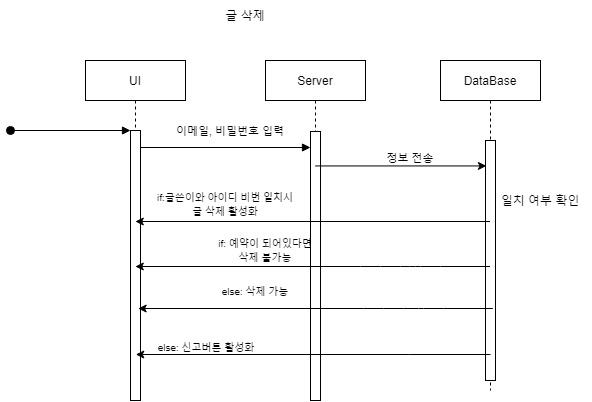 글 삭제
UI
Server
DataBase
이메일, 비밀번호 입력
정보 전송
일치 여부 확인
if:글쓴이와 아이디 비번 일치시
글 삭제 활성화
if: 예약이 되어있다면
삭제 불가능
else: 삭제 가능
else: 신고버튼 활성화